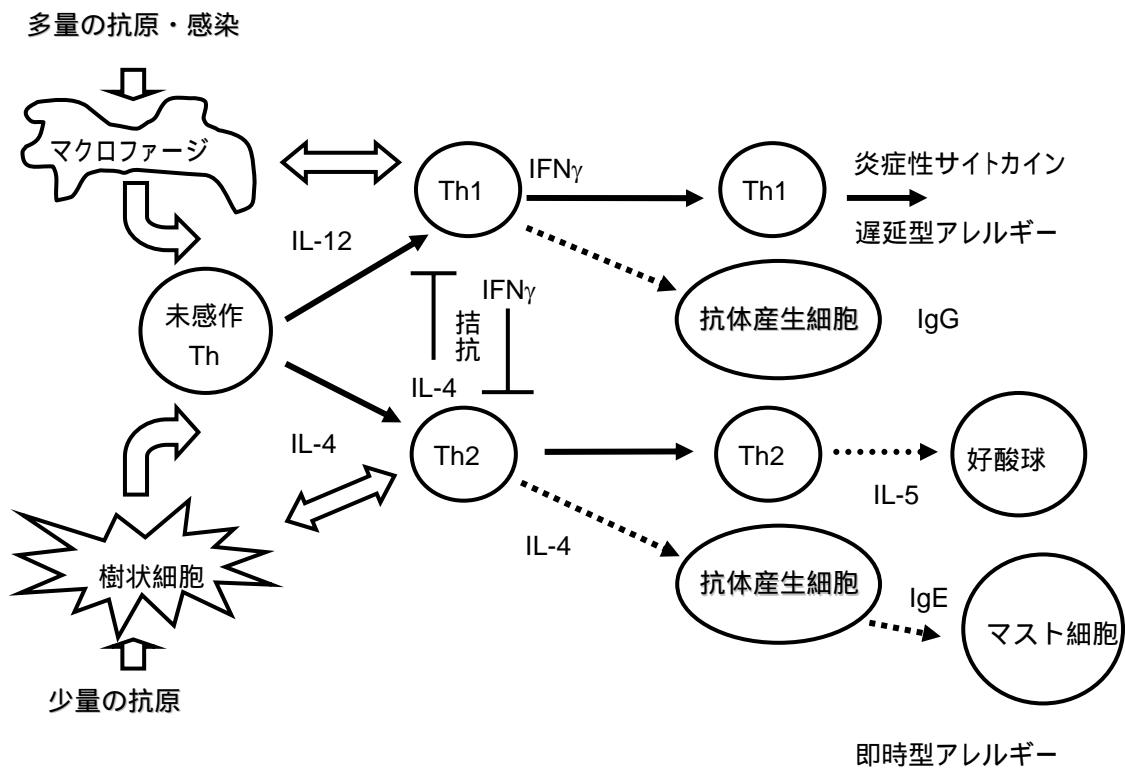 多量の抗原・感染
マクロファージ
Th1
IFNγ
Th1
炎症性サイトカイン
遅延型アレルギー
IL-12
未感作
Th
IFNγ
拮抗
IL-4
抗体産生細胞
IgG
IL-4
Th2
Th2
IL-5
好酸球
IL-4
樹状細胞
抗体産生細胞
IgE
マスト細胞
少量の抗原
即時型アレルギー